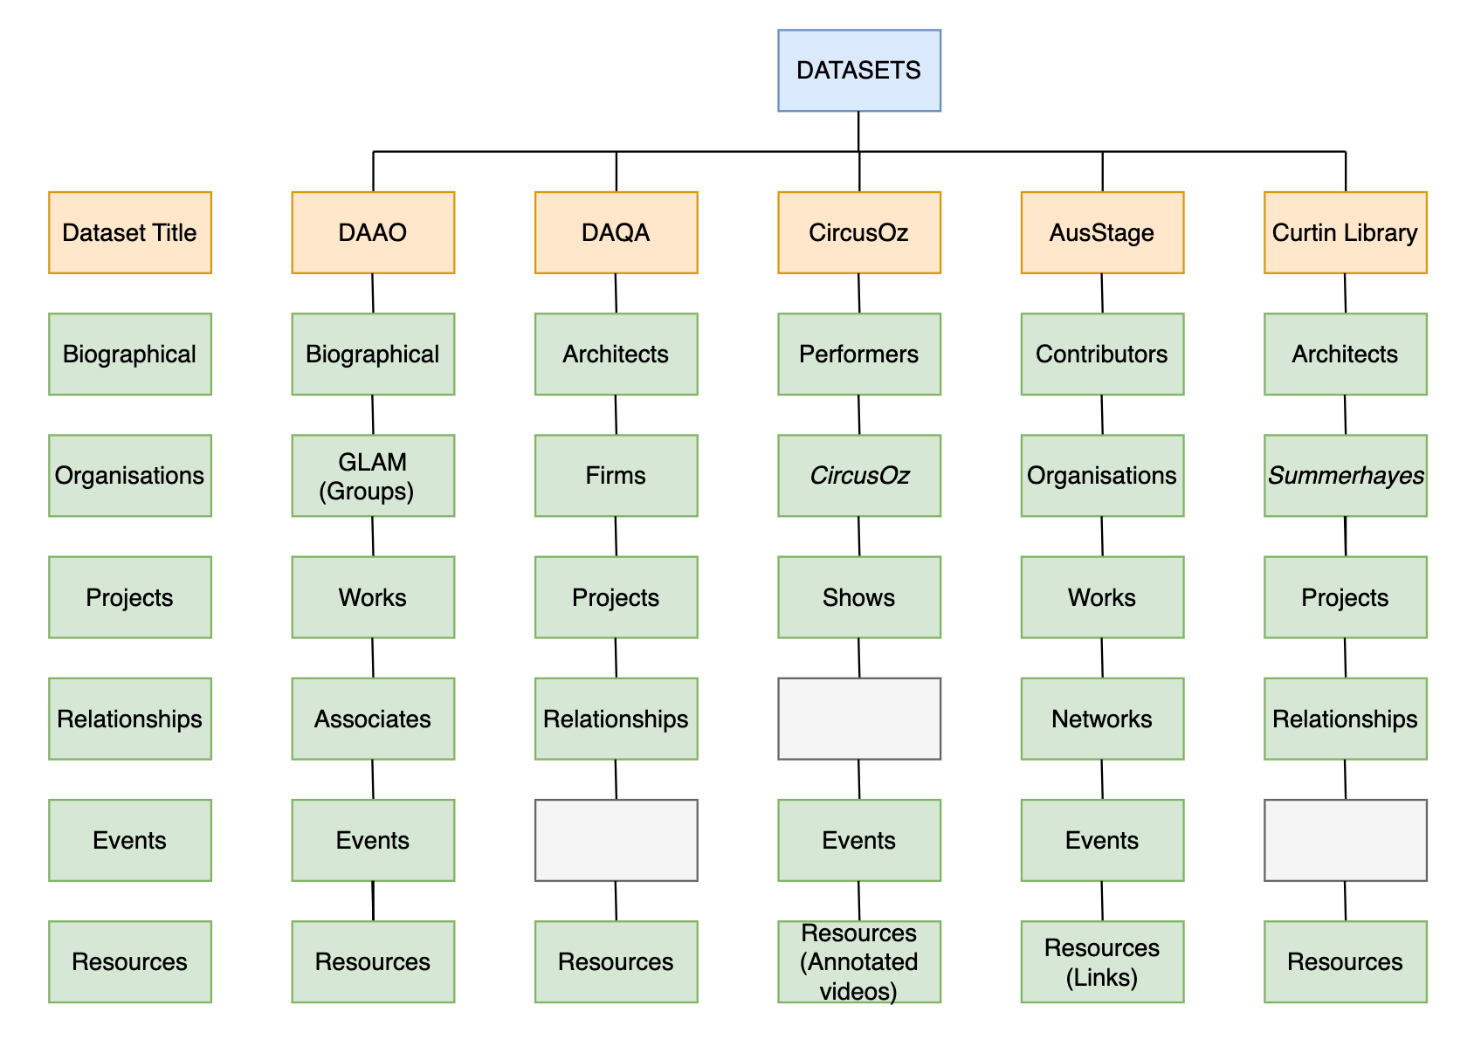 DATASETS
Dataset Title
DAAO
DAQA
CircusOz
AusStage
Curtin Library
Biographical
Biographical
Architects
Performers
Contributors
Architects
Organisations
GLAM
(Groups)
Firms
CircusOz
Organisations
Summerhayes
Projects
Works
Projects
Shows
Works
Projects
Relationships
Associates
Relationships
Networks
Relationships
Events
Events
Events
Events
Resources
Resources
Resources
Resources
(Annotated
videos)
Resources
(Links)
Resources